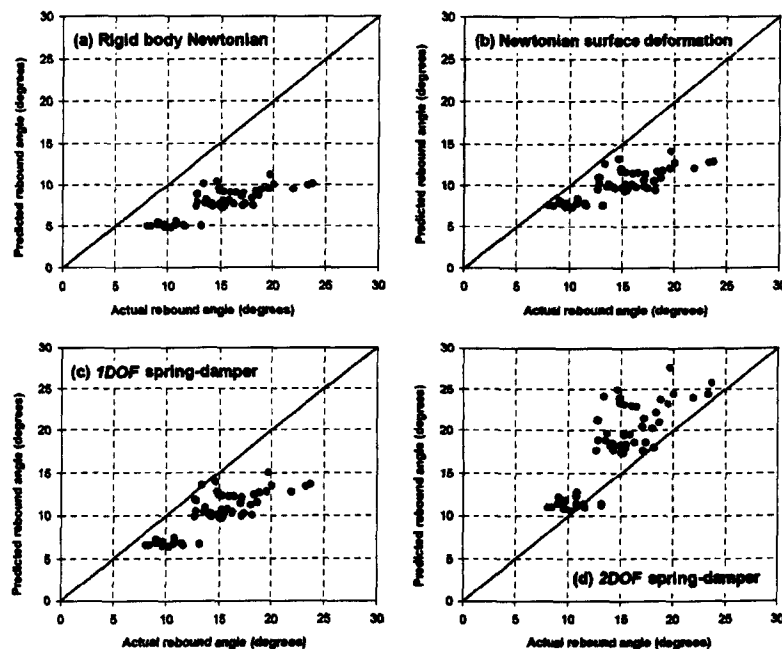 (a) Rigid body Newtonian
Predicted rebound angle (degrees)
30
25
20
15
10
5
0
0 5 10 15 20 25 30
Actual rebound angle (degrees)
(b) Newtonian surface deformation
Predicted rebound angle (degrees)
30
25
20
15
10
5
0
0 5 10 15 20 25 30
Actual rebound angle (degrees)
(c) 1DOF spring-damper
Predicted rebound angle (degrees)
30
25
20
15
10
5
0
0 5 10 15 20 25 30
Actual rebound angle (degrees)
(d) 2DOF spring-damper
Predicted rebound angle (degrees)
30
25
20
15
10
5
0
0 5 10 15 20 25 30
Actual rebound angle (degrees)